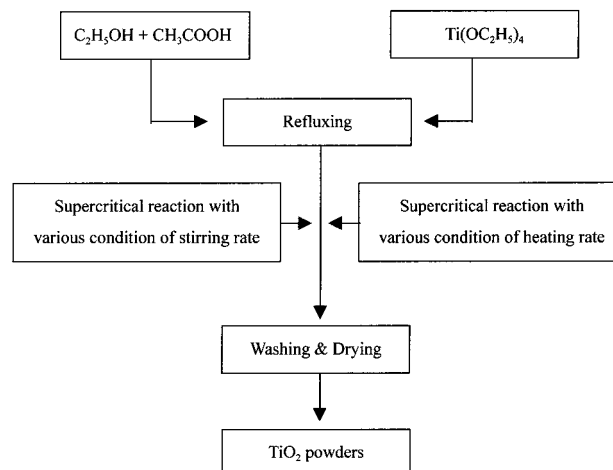 C₂H₅OH + CH₃COOH
Ti(OC₂H₅)₄
Refluxing
Supercritical reaction with
various condition of stirring rate
Supercritical reaction with
various condition of heating rate
Washing & Drying
TiO₂ powders